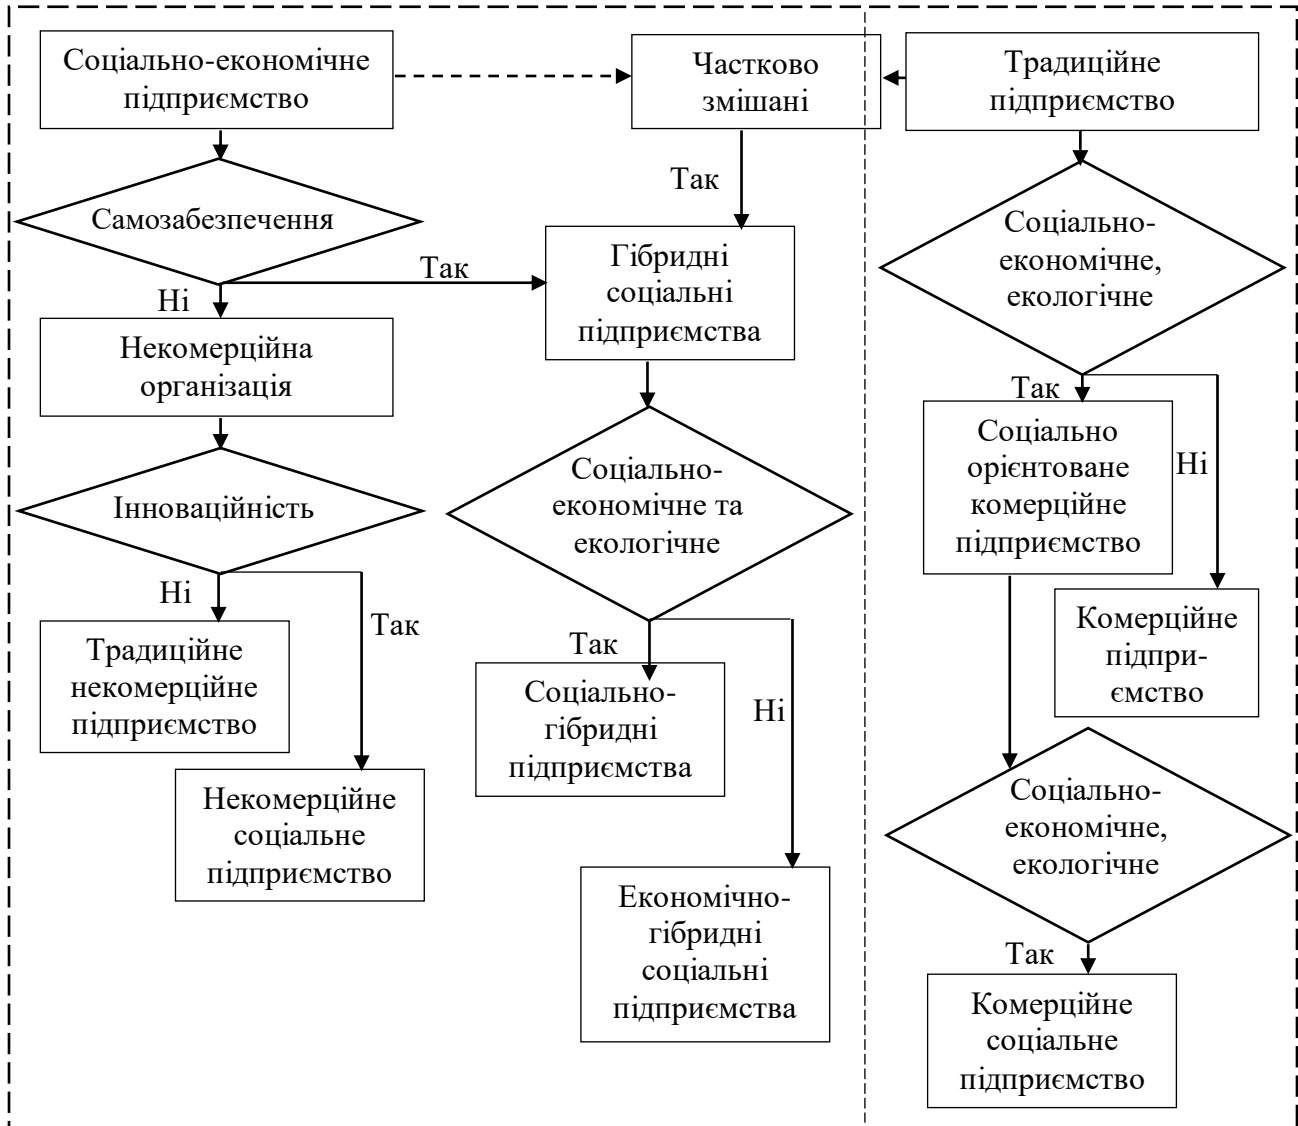 Соціально-економічне
підприємство
Частково
змішані
Традиційне
підприємство
Самозабезпечення
Так
Соціально-
економічне,
екологічне
Так
Ні
Гібридні
соціальні
підприємства
Некомерційна
організація
Так
Ні
Соціально
орієнтоване
комерційне
підприємство
Інноваційність
Соціально-
економічне та
екологічне
Ні
Так
Традиційне
некомерційне
підприємство
Так
Ні
Соціально-
гібридні
підприємства
Комерційне
підпри-
ємство
Некомерційне
соціальне
підприємство
Соціально-
економічне,
екологічне
Економічно-
гібридні
соціальні
підприємства
Так
Комерційне
соціальне
підприємство